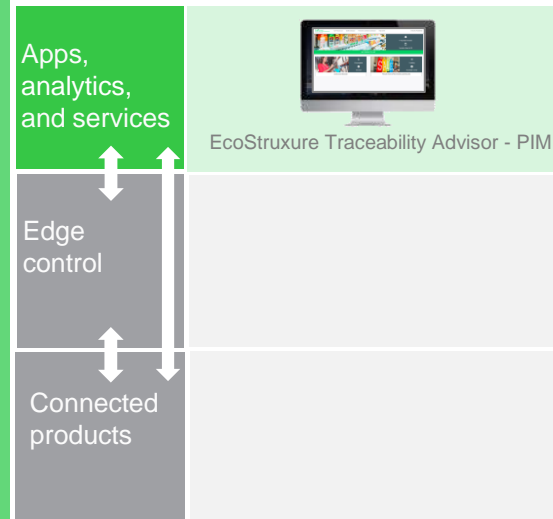 Apps,
analytics,
and services
EcoStruxure Traceability Advisor - PIM
Edge
control
Connected
products